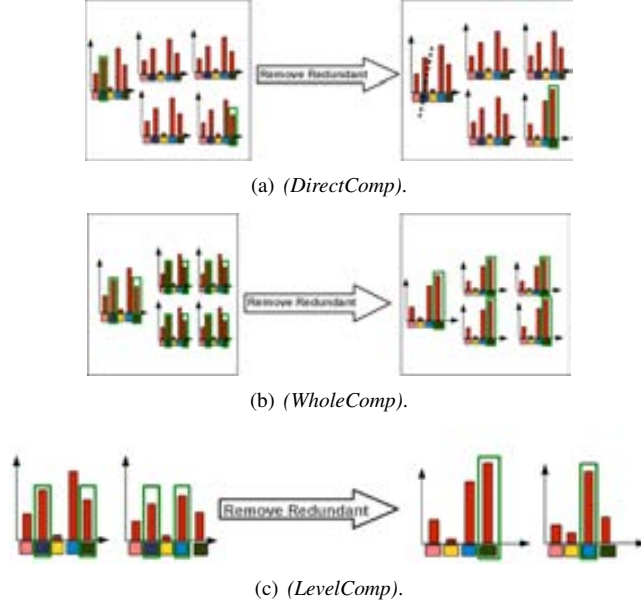 Remove Redundant
(a) (DirectComp).
Remove Redundant
(b) (WholeComp).
Remove Redundant
(c) (LevelComp).